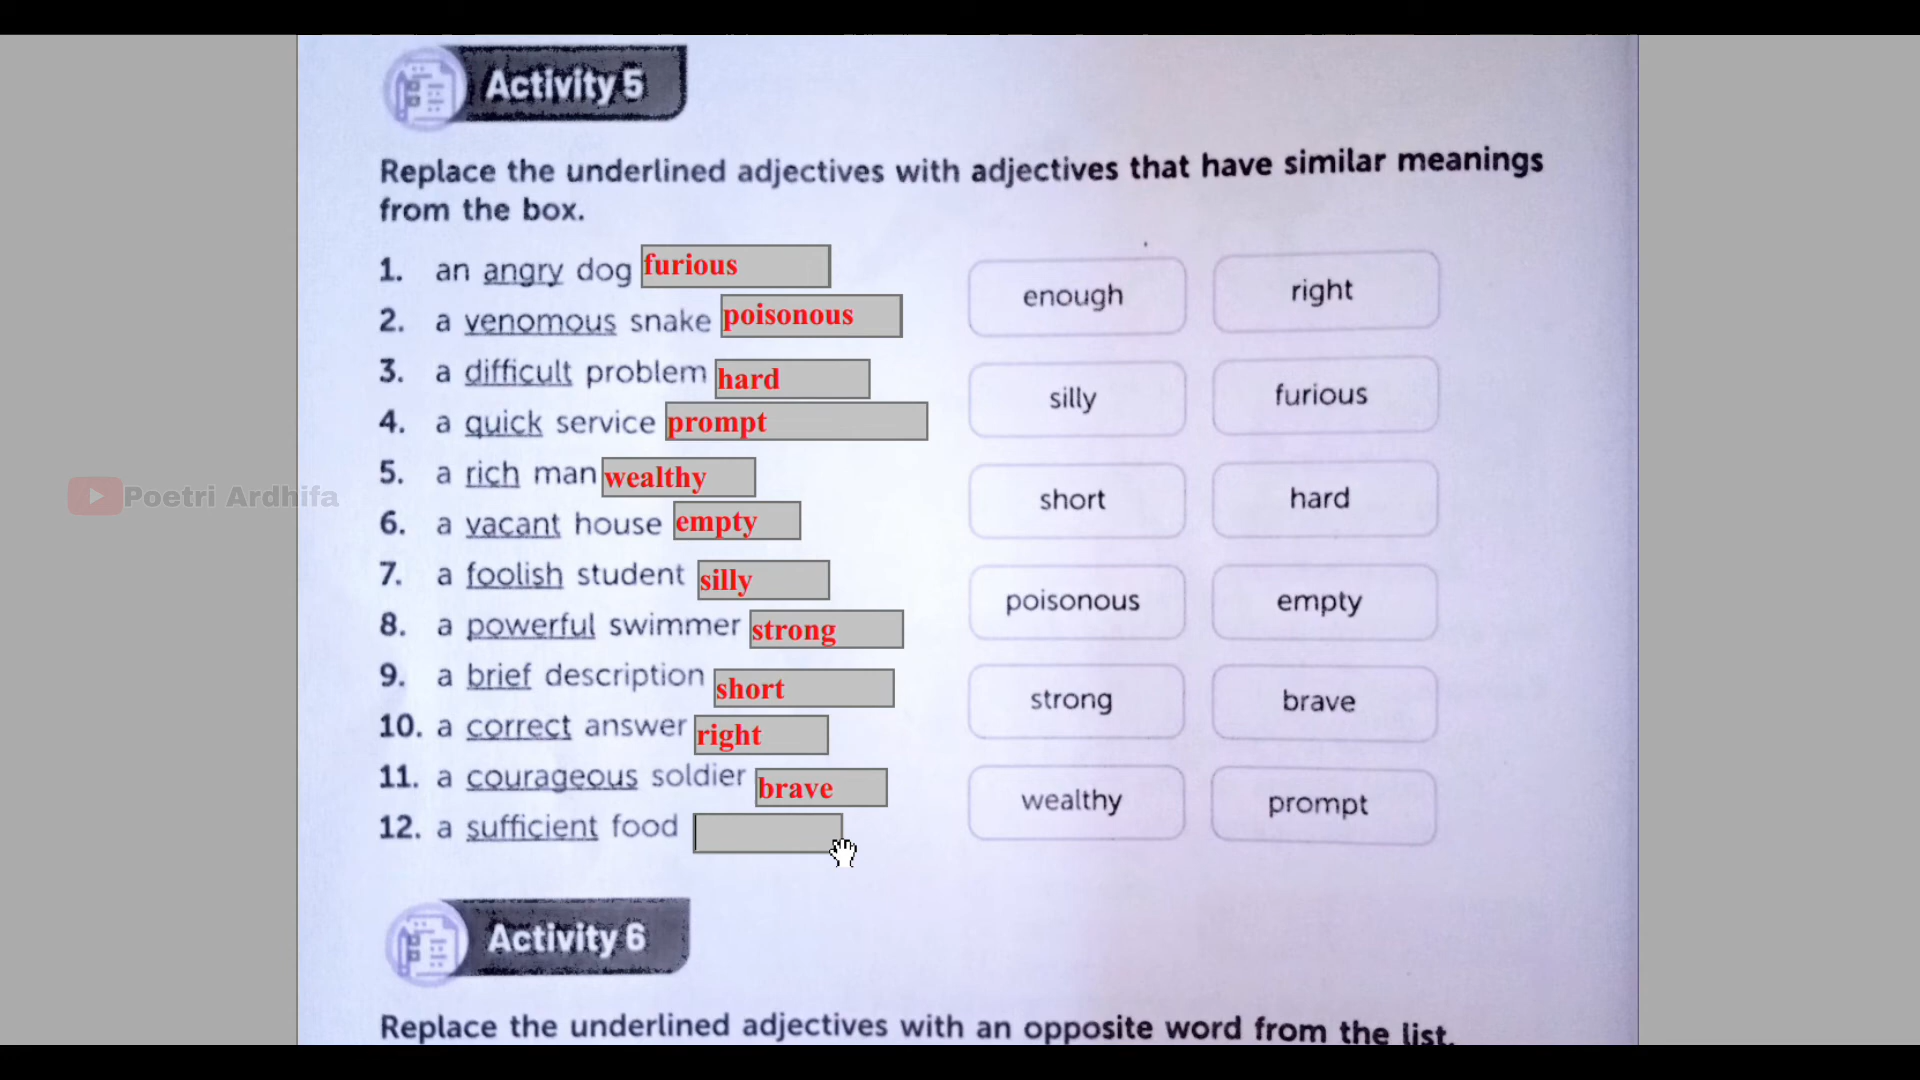 Activity 5
Replace the underlined adjectives with adjectives that have similar meanings
from the box.
1. an angry dog furious
2. a venomous snake poisonous
3. a difficult problem hard
4. a quick service prompt
5. a rich man wealthy
6. a vacant house empty
7. a foolish student silly
8. a powerful swimmer strong
9. a brief description short
10. a correct answer right
11. a courageous soldier brave
12. a sufficient food
enough right
silly furious
short hard
poisonous empty
strong brave
wealthy prompt
Poetri Ardhifa
Activity 6
Replace the underlined adjectives with an opposite word from the list.